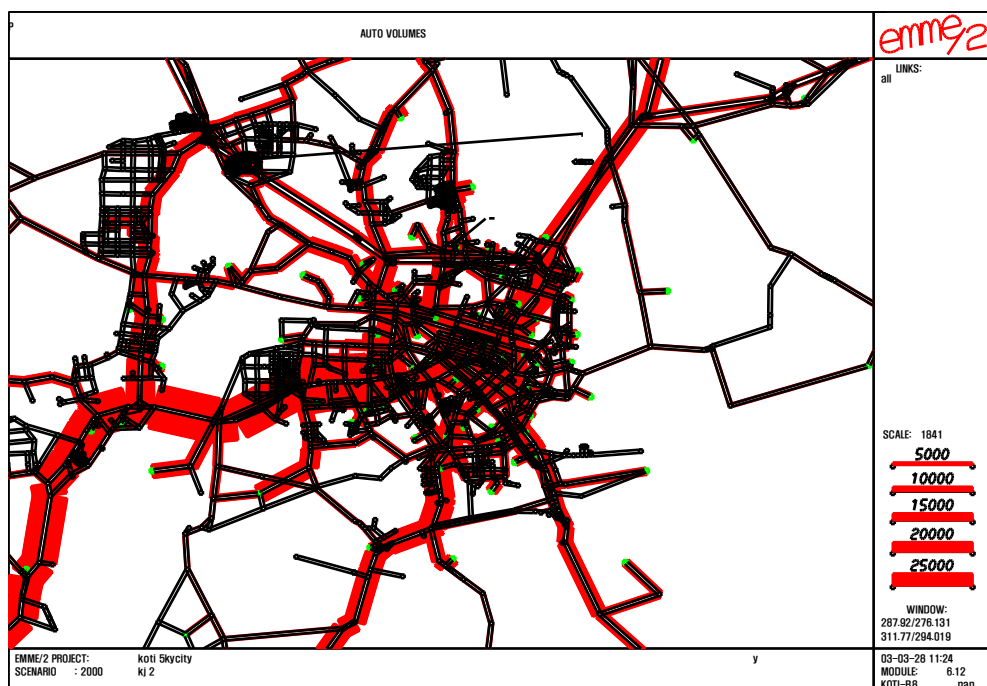 AUTO VOLUMES
emme/2
LINKS:
all
SCALE: 1841
5000
10000
15000
20000
25000
WINDOW:
287.92/276.131
311.77/294.019
EMME/2 PROJECT: koti 5kycity y
SCENARIO : 2000 kj 2
03-03-28 11:24
MODULE: 6.12